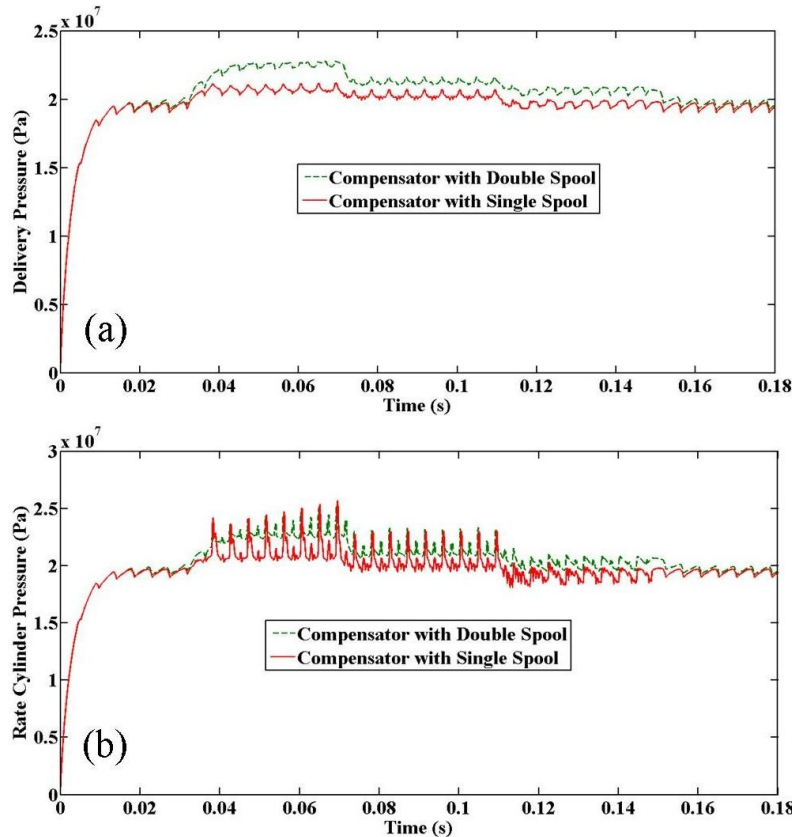 x 10^7
2.5
2
1.5
1
0.5
0
Delivery Pressure (Pa)
Compensator with Double Spool
Compensator with Single Spool
(a)
0 0.02 0.04 0.06 0.08 0.1 0.12 0.14 0.16 0.18
Time (s)
x 10^7
3
2.5
2
1.5
1
0.5
0
Rate Cylinder Pressure (Pa)
Compensator with Double Spool
Compensator with Single Spool
(b)
0 0.02 0.04 0.06 0.08 0.1 0.12 0.14 0.16 0.18
Time (s)